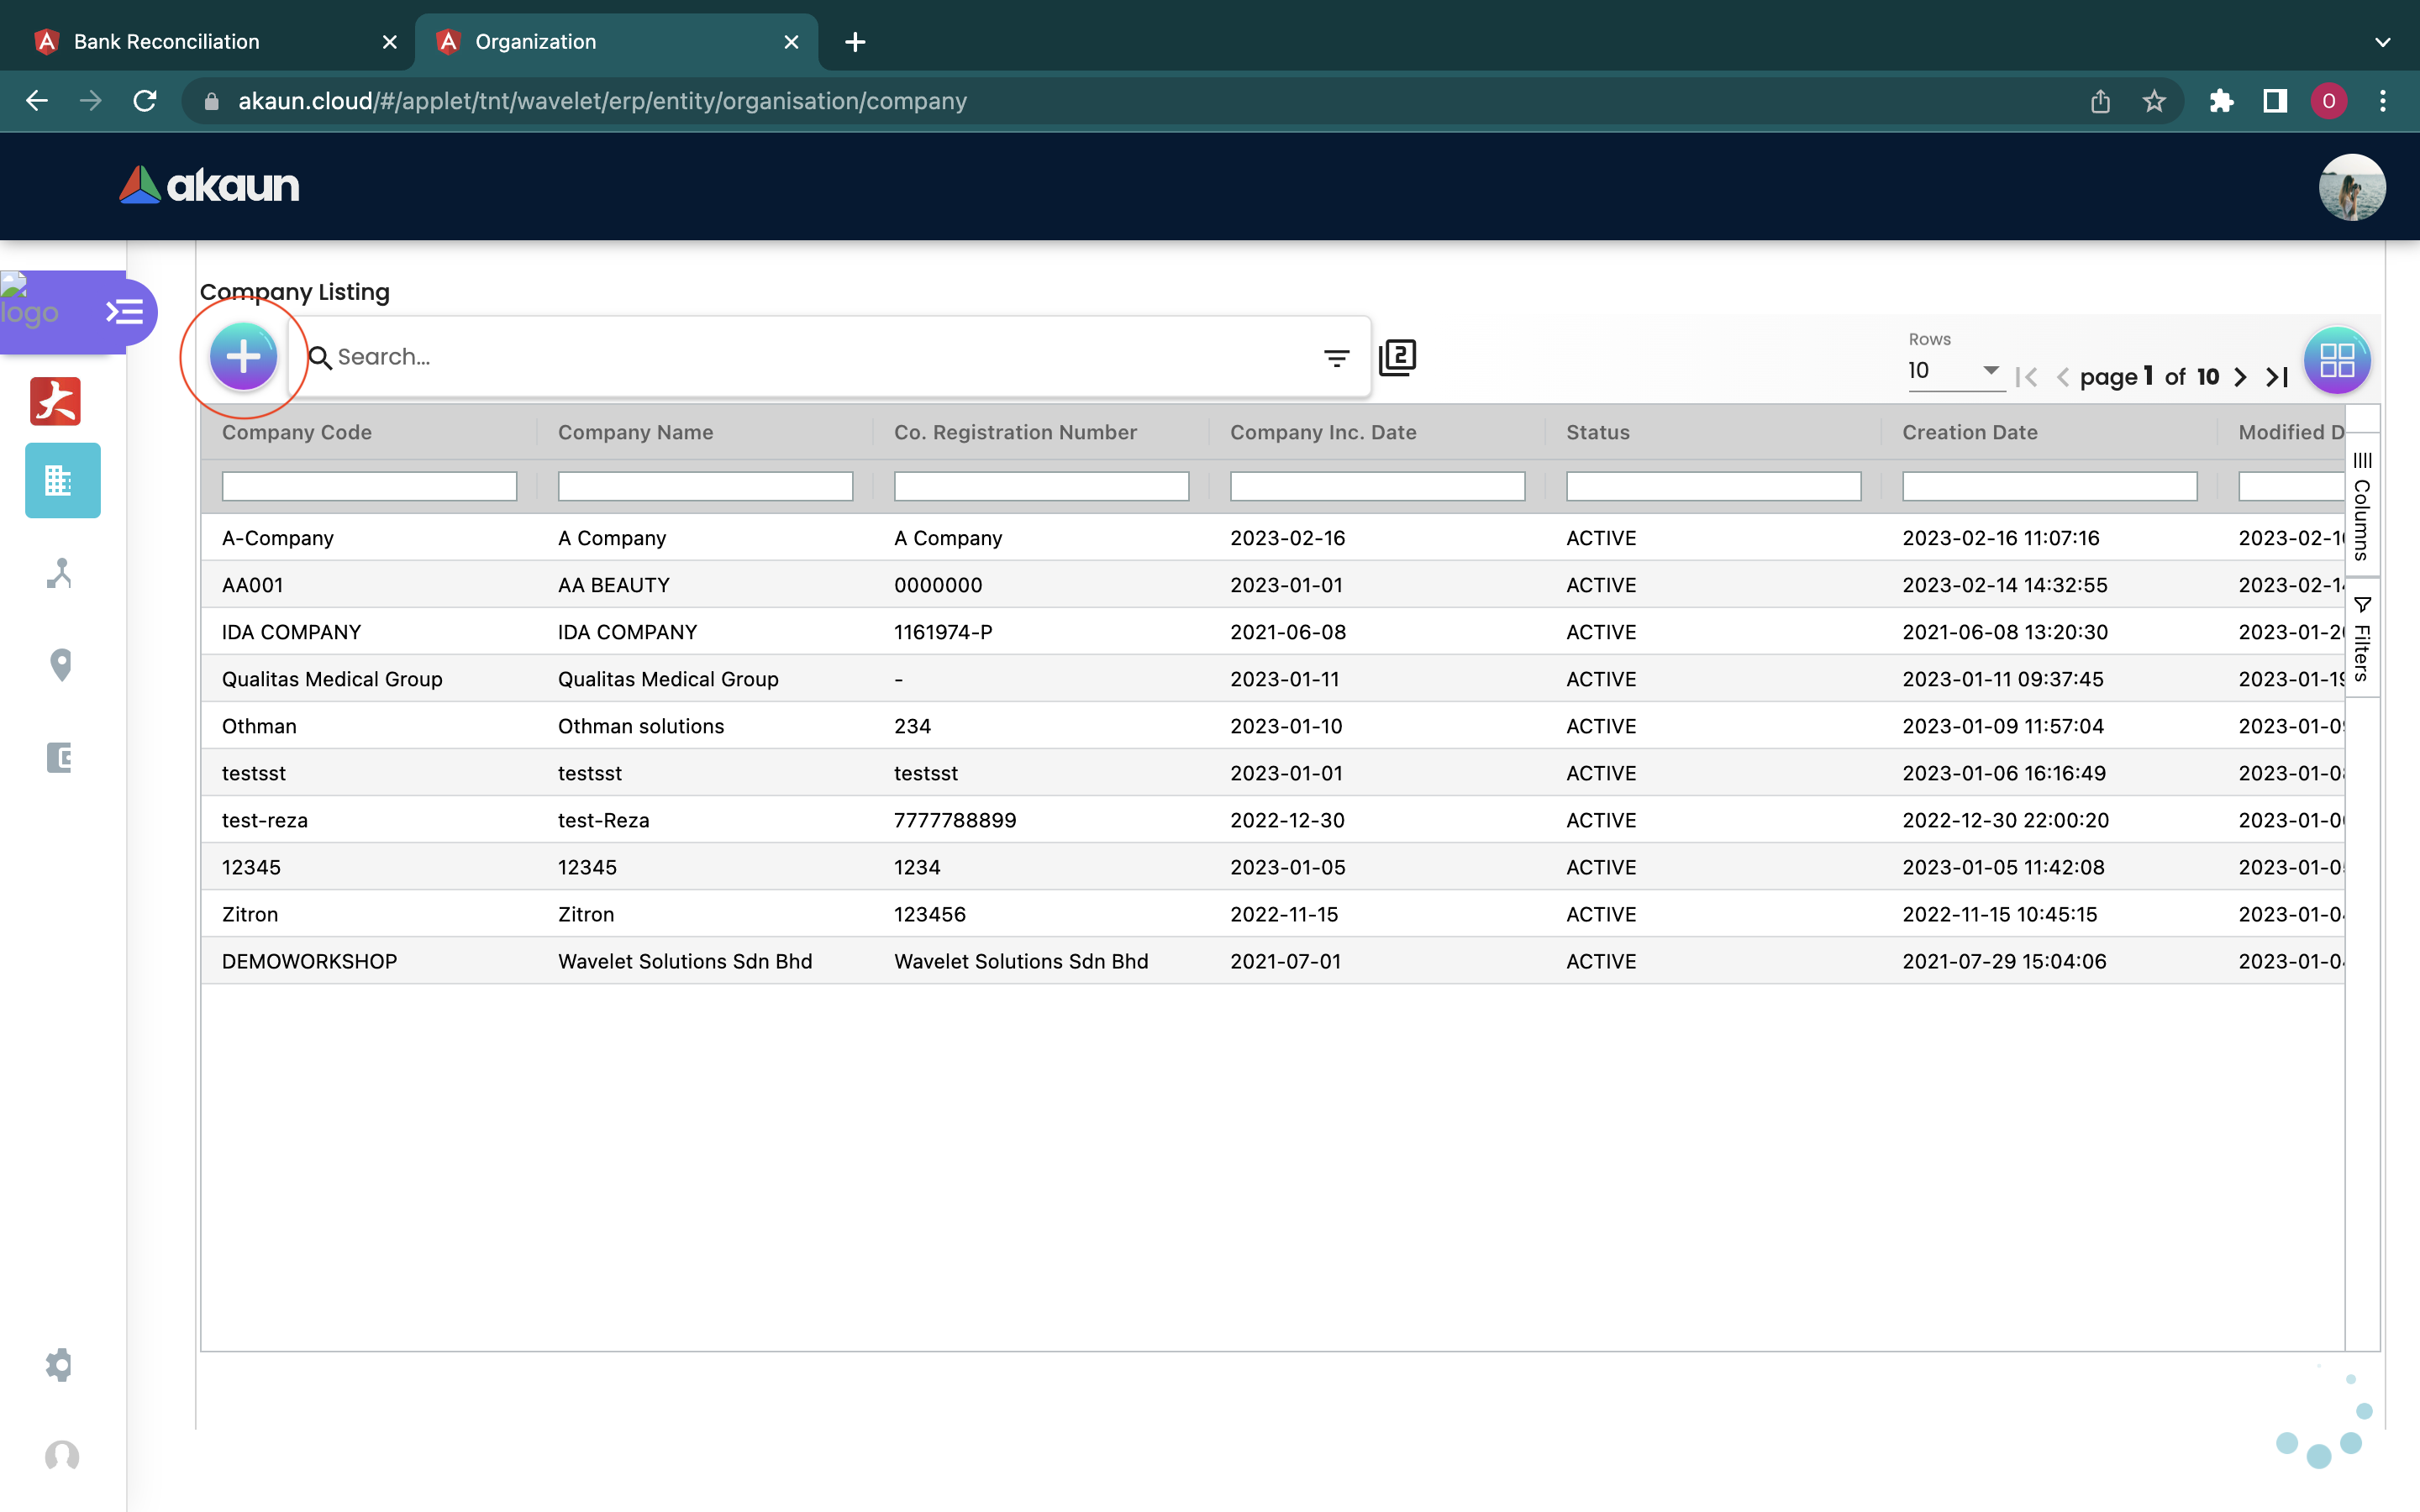 Bank Reconciliation
Organization
akaun.cloud/#/applet/tnt/wavelet/erp/entity/organisation/company
O
akaun
logo
Company Listing
Search...
2
Rows
10
page 1 of 10
Company Code Company Name Co. Registration Number Company Inc. Date Status Creation Date Modified D
A-Company A Company A Company 2023-02-16 ACTIVE 2023-02-16 11:07:16 2023-02-1
AA001 AA BEAUTY 0000000 2023-01-01 ACTIVE 2023-02-14 14:32:55 2023-02-1
IDA COMPANY IDA COMPANY 1161974-P 2021-06-08 ACTIVE 2021-06-08 13:20:30 2023-01-2
Qualitas Medical Group Qualitas Medical Group - 2023-01-11 ACTIVE 2023-01-11 09:37:45 2023-01-1
Othman Othman solutions 234 2023-01-10 ACTIVE 2023-01-09 11:57:04 2023-01-0
testsst testsst testsst 2023-01-01 ACTIVE 2023-01-06 16:16:49 2023-01-0
test-reza test-Reza 7777788899 2022-12-30 ACTIVE 2022-12-30 22:00:20 2023-01-0
12345 12345 1234 2023-01-05 ACTIVE 2023-01-05 11:42:08 2023-01-0
Zitron Zitron 123456 2022-11-15 ACTIVE 2022-11-15 10:45:15 2023-01-0
DEMOWORKSHOP Wavelet Solutions Sdn Bhd Wavelet Solutions Sdn Bhd 2021-07-01 ACTIVE 2021-07-29 15:04:06 2023-01-0
Columns
Filters